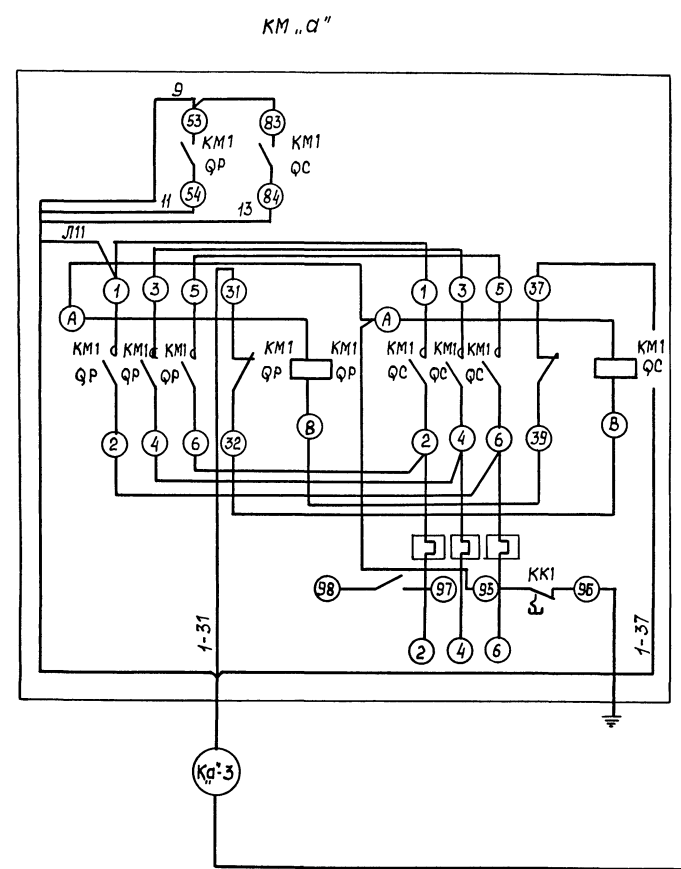 КМ „а"
9
53 83
КМ1 КМ1
QP QC
54 84
11 13
Л11
1 3 5 31 1 3 5 37
А А
КМ1 КМ1 КМ1 КМ1 КМ1 КМ1 КМ1 КМ1 КМ1
QP QP QP QP QP QC QC QC QC
В В
2 4 6 32 2 4 6 39
КК1
98 97 95 96
1-31 1-37
2 4 6
К„а"-3